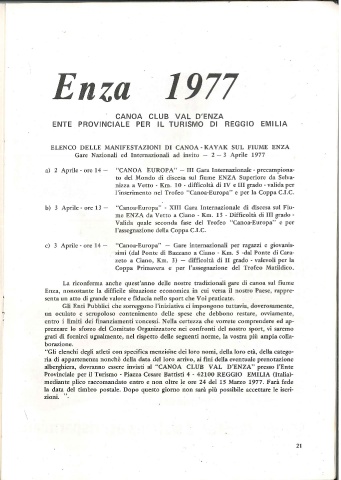 Enza 1977
CANOA CLUB VAL D'ENZA
ENTE PROVINCIALE PER IL TURISMO DI REGGIO EMILIA
ELENCO DELLE MANIFESTAZIONI DI CANOA - KAVAK SUL FIUME ENZA
Gare Nazionali ed Internazionali ad invito — 2 – 3 Aprile 1977
a) 2 Aprile - ore 14 — "CANOA EUROPA" — III Gara Internazionale - precampiona-
to del Mondo di discesa sul fiume ENZA Superiore da Selva-
nizza a Vetto - Km. 10 - difficoltà di IV e III grado - valida per
l'inserimento nel Trofeo "Canoa-Europa" e per la Coppa C.I.C.
b) 3 Aprile - ore 13 — "Canoa-Europa" - XIII Gara Internazionale di discesa sul Fiu-
me ENZA da Vetto a Ciano - Km. 13 - Difficoltà di III grado -
Valida quale seconda fase del Trofeo "Canoa-Europa" e per
l'assegnazione della Coppa C.I.C.
c) 3 Aprile - ore 14 — "Canoa-Europa" — Gare internazionali per ragazzi e giovanis-
simi (dal Ponte di Bazzano a Ciano - Km. 5 - dal Ponte di Cure-
zeto a Ciano, Km. 1) — difficoltà di II grado - valevoli per la
Coppa Primavera e per l'assegnazione del Trofeo Matildico.
La riconferma anche quest'anno delle nostre tradizionali gare di canoa sul fiume
Enza, nonostante la difficile situazione economica in cui versa il nostro Paese, rappre-
senta un atto di grande valore e fiducia nello sport che Voi praticate.
Gli Enti Pubblici che sorreggono l'iniziativa ci impongono tuttavia, doverosamente,
un oculato e scrupoloso contenimento delle spese che debbono restare, ovviamente,
entro i limiti dei finanziamenti concessi. Nella certezza che vorrete comprendere ed ap-
prezzare lo sforzo del Comitato Organizzatore nei confronti del nostro sport, vi saremo
grati di fornirci ugualmente, nel rispetto delle seguenti norme, la vostra più ampia colla-
borazione.
"Gli elenchi degli atleti con specifica menzione dei loro nomi, della loro età, della catego-
ria di appartenenza nonchè della data del loro arrivo, ai fini della eventuale prenotazione
alberghiera, dovranno essere inviati al "CANOA CLUB VAL D'ENZA" presso l'Ente
Provinciale per il Turismo - Piazza Cesare Battisti 4 - 42100 REGGIO EMILIA (Italia)-
mediante plico raccomandato entro e non oltre le ore 24 del 15 Marzo 1977. Farà fede
la data del timbro postale. Dopo questo giorno non sarà più possibile accettare le iscri-
zioni. "-
21